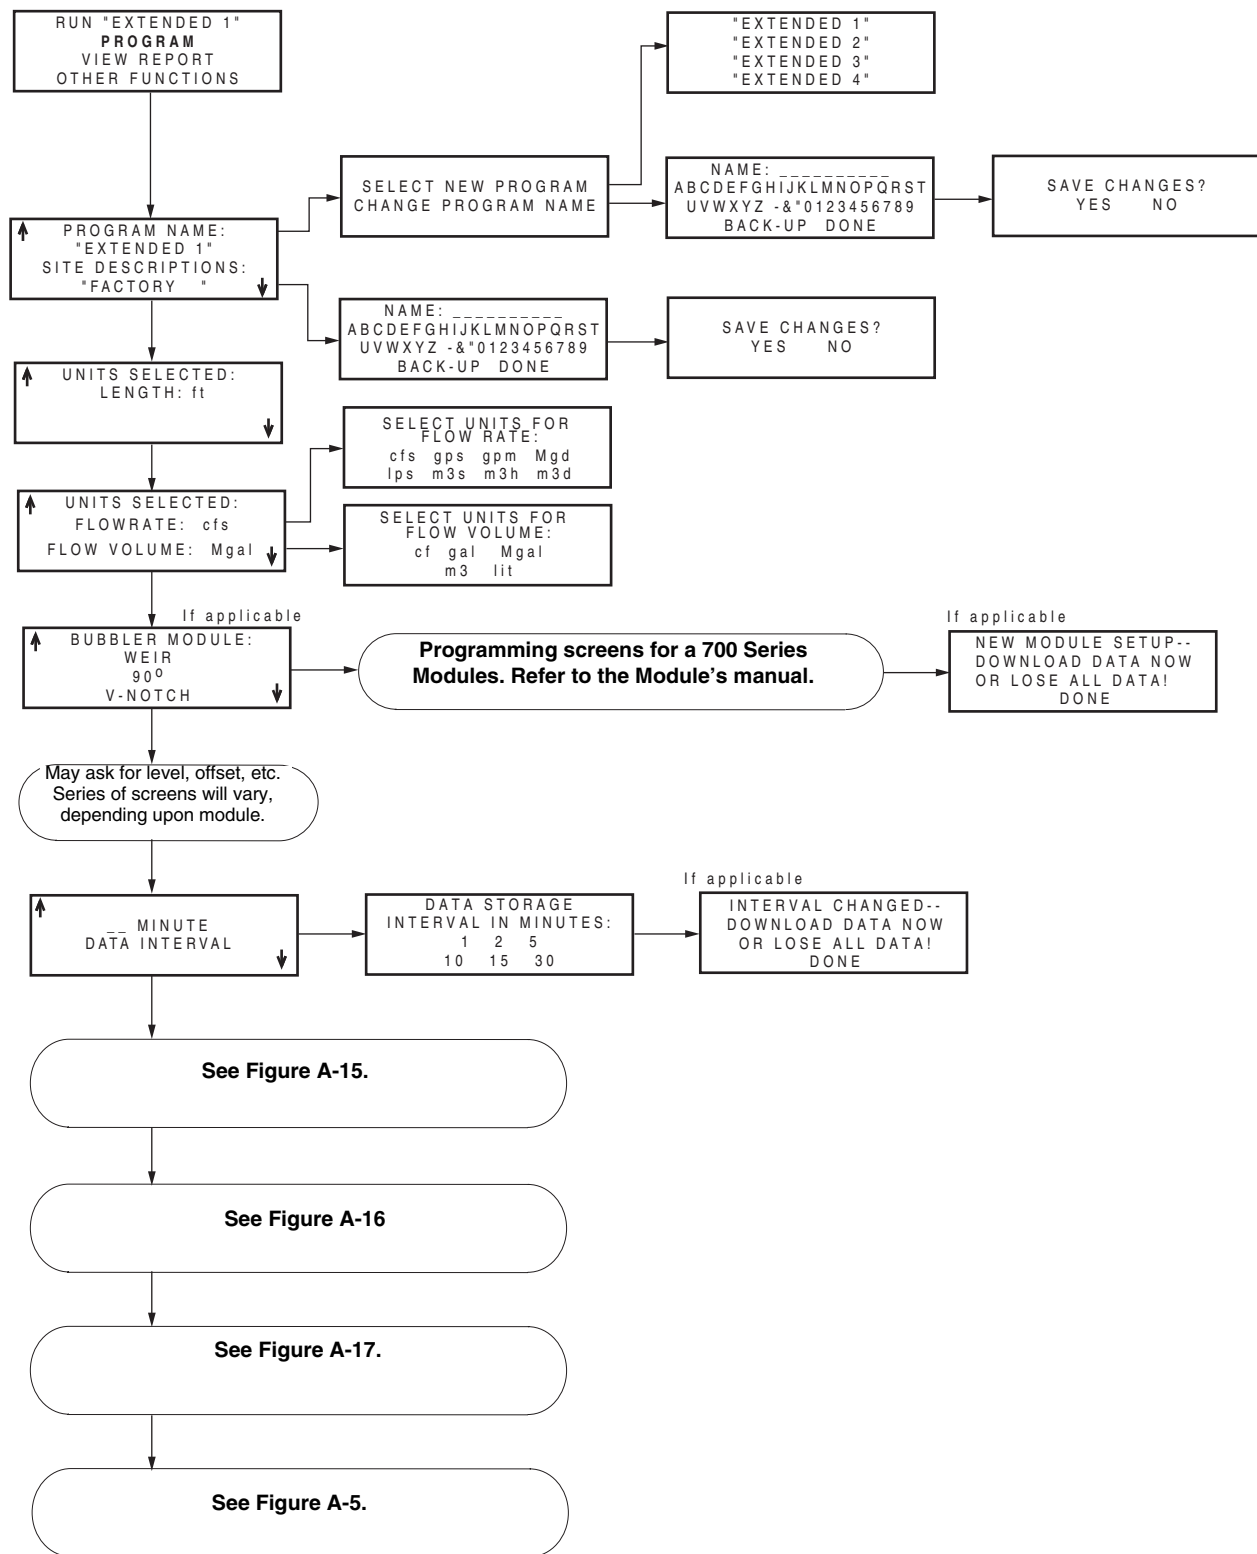 RUN "EXTENDED 1"
PROGRAM
VIEW REPORT
OTHER FUNCTIONS
"EXTENDED 1"
"EXTENDED 2"
"EXTENDED 3"
"EXTENDED 4"
SELECT NEW PROGRAM
CHANGE PROGRAM NAME
NAME: __________
ABCDEFGHIJKLMNOPQRST
UVWXYZ -&"0123456789
BACK-UP DONE
SAVE CHANGES?
YES NO
PROGRAM NAME:
"EXTENDED 1"
SITE DESCRIPTIONS:
"FACTORY "
NAME: __________
ABCDEFGHIJKLMNOPQRST
UVWXYZ -&"0123456789
BACK-UP DONE
SAVE CHANGES?
YES NO
UNITS SELECTED:
LENGTH: ft
SELECT UNITS FOR
FLOW RATE:
cfs gps gpm Mgd
lps m3s m3h m3d
UNITS SELECTED:
FLOWRATE: cfs
FLOW VOLUME: Mgal
SELECT UNITS FOR
FLOW VOLUME:
cf gal Mgal
m3 lit
If applicable
BUBBLER MODULE:
WEIR
90º
V-NOTCH
Programming screens for a 700 Series
Modules. Refer to the Module's manual.
If applicable
NEW MODULE SETUP--
DOWNLOAD DATA NOW
OR LOSE ALL DATA!
DONE
May ask for level, offset, etc.
Series of screens will vary,
depending upon module.
__ MINUTE
DATA INTERVAL
DATA STORAGE
INTERVAL IN MINUTES:
1 2 5
10 15 30
If applicable
INTERVAL CHANGED--
DOWNLOAD DATA NOW
OR LOSE ALL DATA!
DONE
See Figure A-15.
See Figure A-16
See Figure A-17.
See Figure A-5.